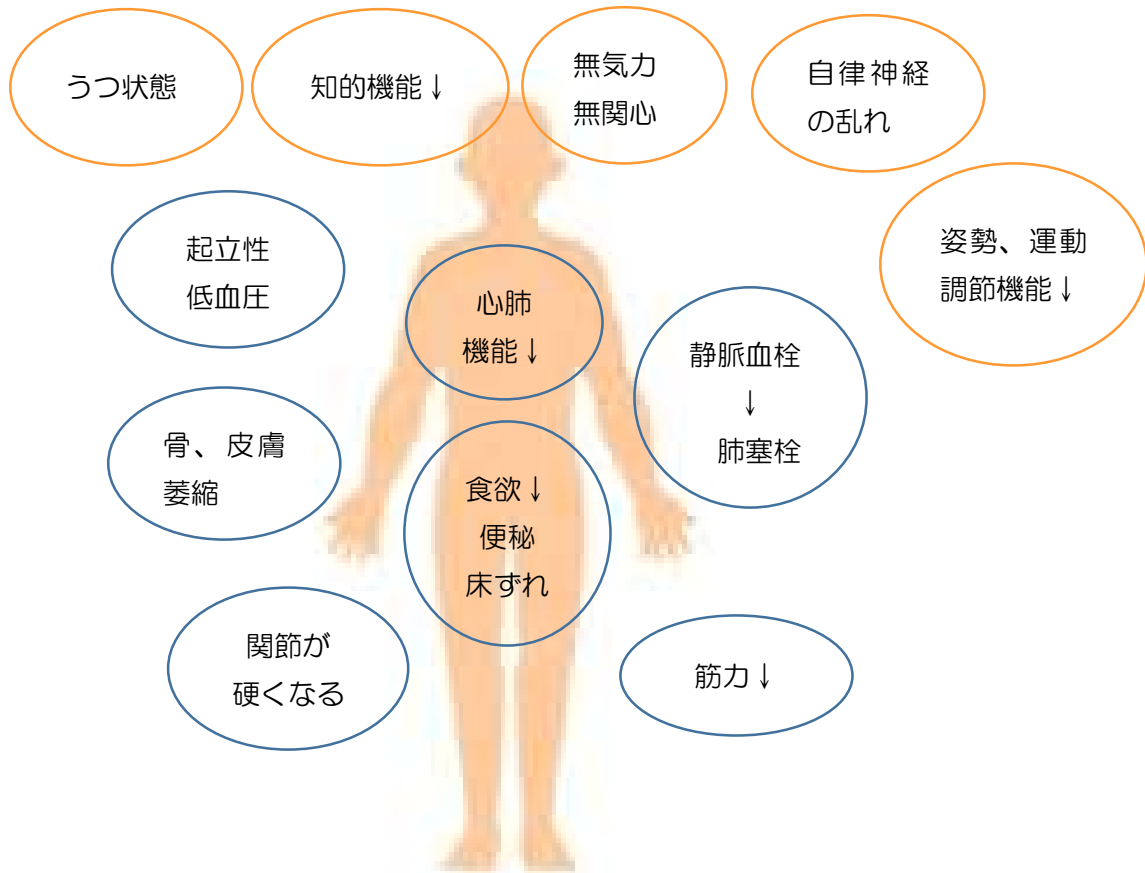 うつ状態
知的機能↓
無気力
無関心
自律神経
の乱れ
姿勢、運動
調節機能↓
起立性
低血圧
心肺
機能↓
静脈血栓
↓
肺塞栓
骨、皮膚
萎縮
食欲↓
便秘
床ずれ
関節が
硬くなる
筋力↓